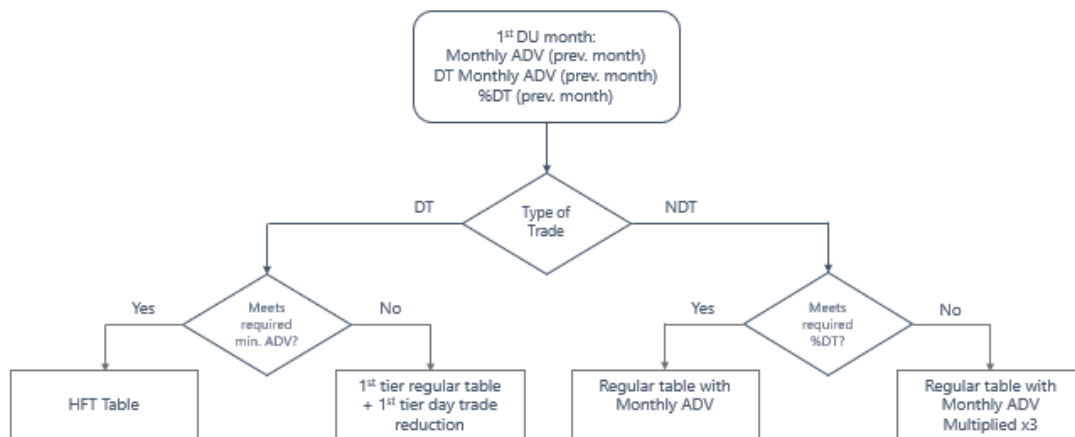 1st DU month:
Monthly ADV (prev. month)
DT Monthly ADV (prev. month)
%DT (prev. month)
DT
Type of
Trade
NDT
Yes
Meets
required
min. ADV?
No
Yes
Meets
required
%DT?
No
HFT Table
1st tier regular table
+ 1st tier day trade
reduction
Regular table with
Monthly ADV
Regular table with
Monthly ADV
Multiplied x3